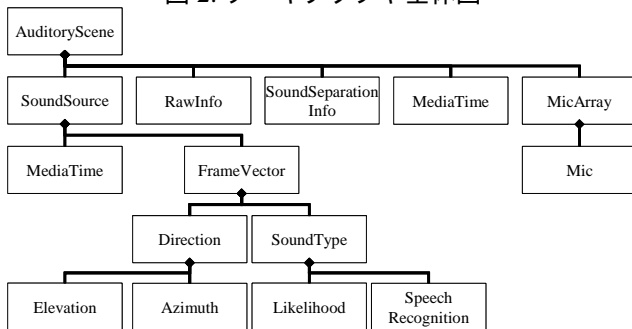 AuditoryScene
SoundSource
RawInfo
SoundSeparation
Info
MediaTime
MicArray
MediaTime
FrameVector
Mic
Direction
SoundType
Elevation
Azimuth
Likelihood
Speech
Recognition